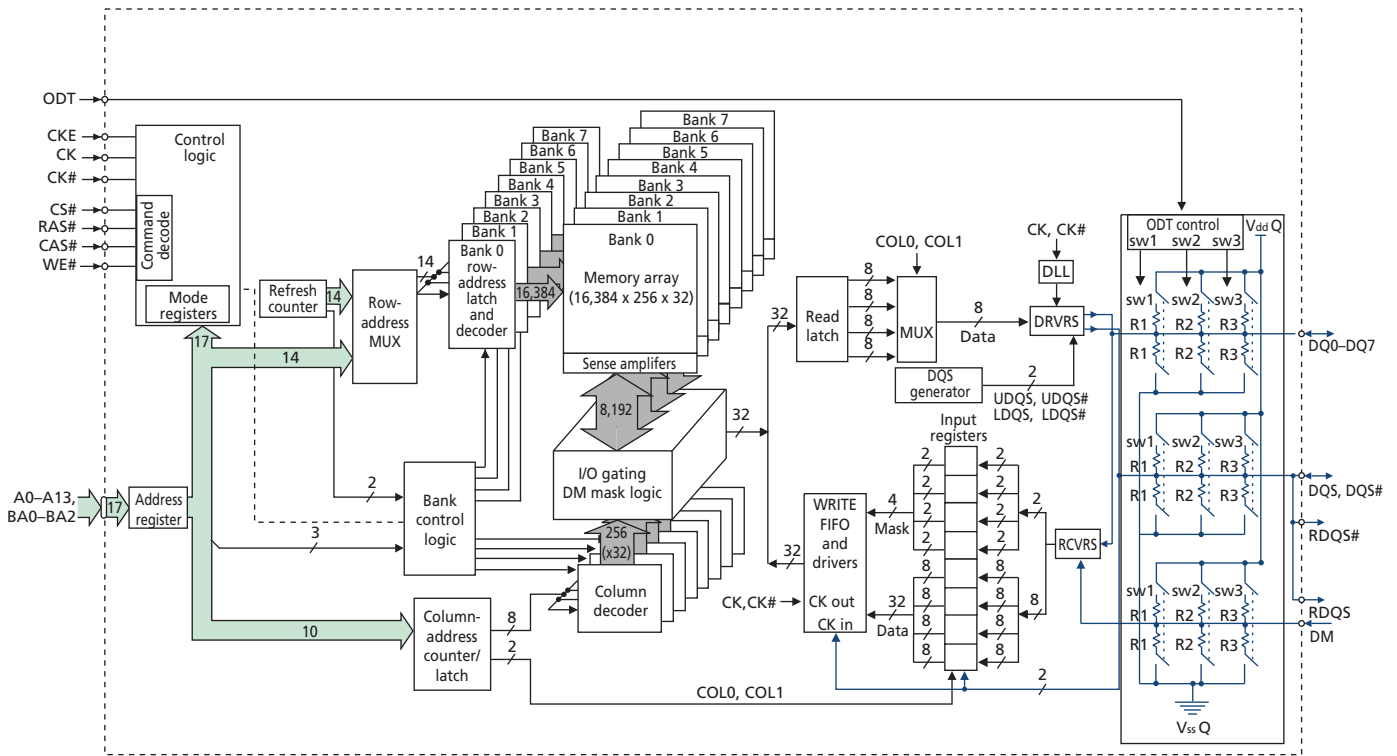 ODT
CKE
CK
CK#
CS#
RAS#
CAS#
WE#
Control
logic
Command
decode
Mode
registers
Refresh
counter
14
Row-
address
MUX
14
17
14
A0–A13,
BA0–BA2
17
Address
register
2
3
10
Bank
control
logic
Column-
address
counter/
latch
8
2
COL0, COL1
Bank 7
Bank 6
Bank 5
Bank 4
Bank 3
Bank 2
Bank 1
Bank 0
row-
address
latch
and
decoder
16,384
Bank 7
Bank 6
Bank 5
Bank 4
Bank 3
Bank 2
Bank 1
Bank 0
Memory array
(16,384 x 256 x 32)
Sense amplifers
8,192
I/O gating
DM mask logic
256
(x32)
Column
decoder
32
32
32
Read
latch
8
8
8
8
COL0, COL1
MUX
8
Data
CK, CK#
DLL
DRVRS
DQS
generator
2
UDQS, UDQS#
LDQS, LDQS#
Input
registers
2
2
2
2
8
8
8
8
2
2
2
2
8
8
8
8
2
8
RCVRS
2
WRITE
FIFO
and
drivers
CK out
CK in
4
Mask
32
Data
CK,CK#
ODT control
sw1 sw2 sw3
Vdd Q
sw1 sw2 sw3
R1 R2 R3
R1 R2 R3
sw1 sw2 sw3
R1 R2 R3
R1 R2 R3
sw1 sw2 sw3
R1 R2 R3
R1 R2 R3
Vss Q
DQ0–DQ7
DQS, DQS#
RDQS#
RDQS
DM